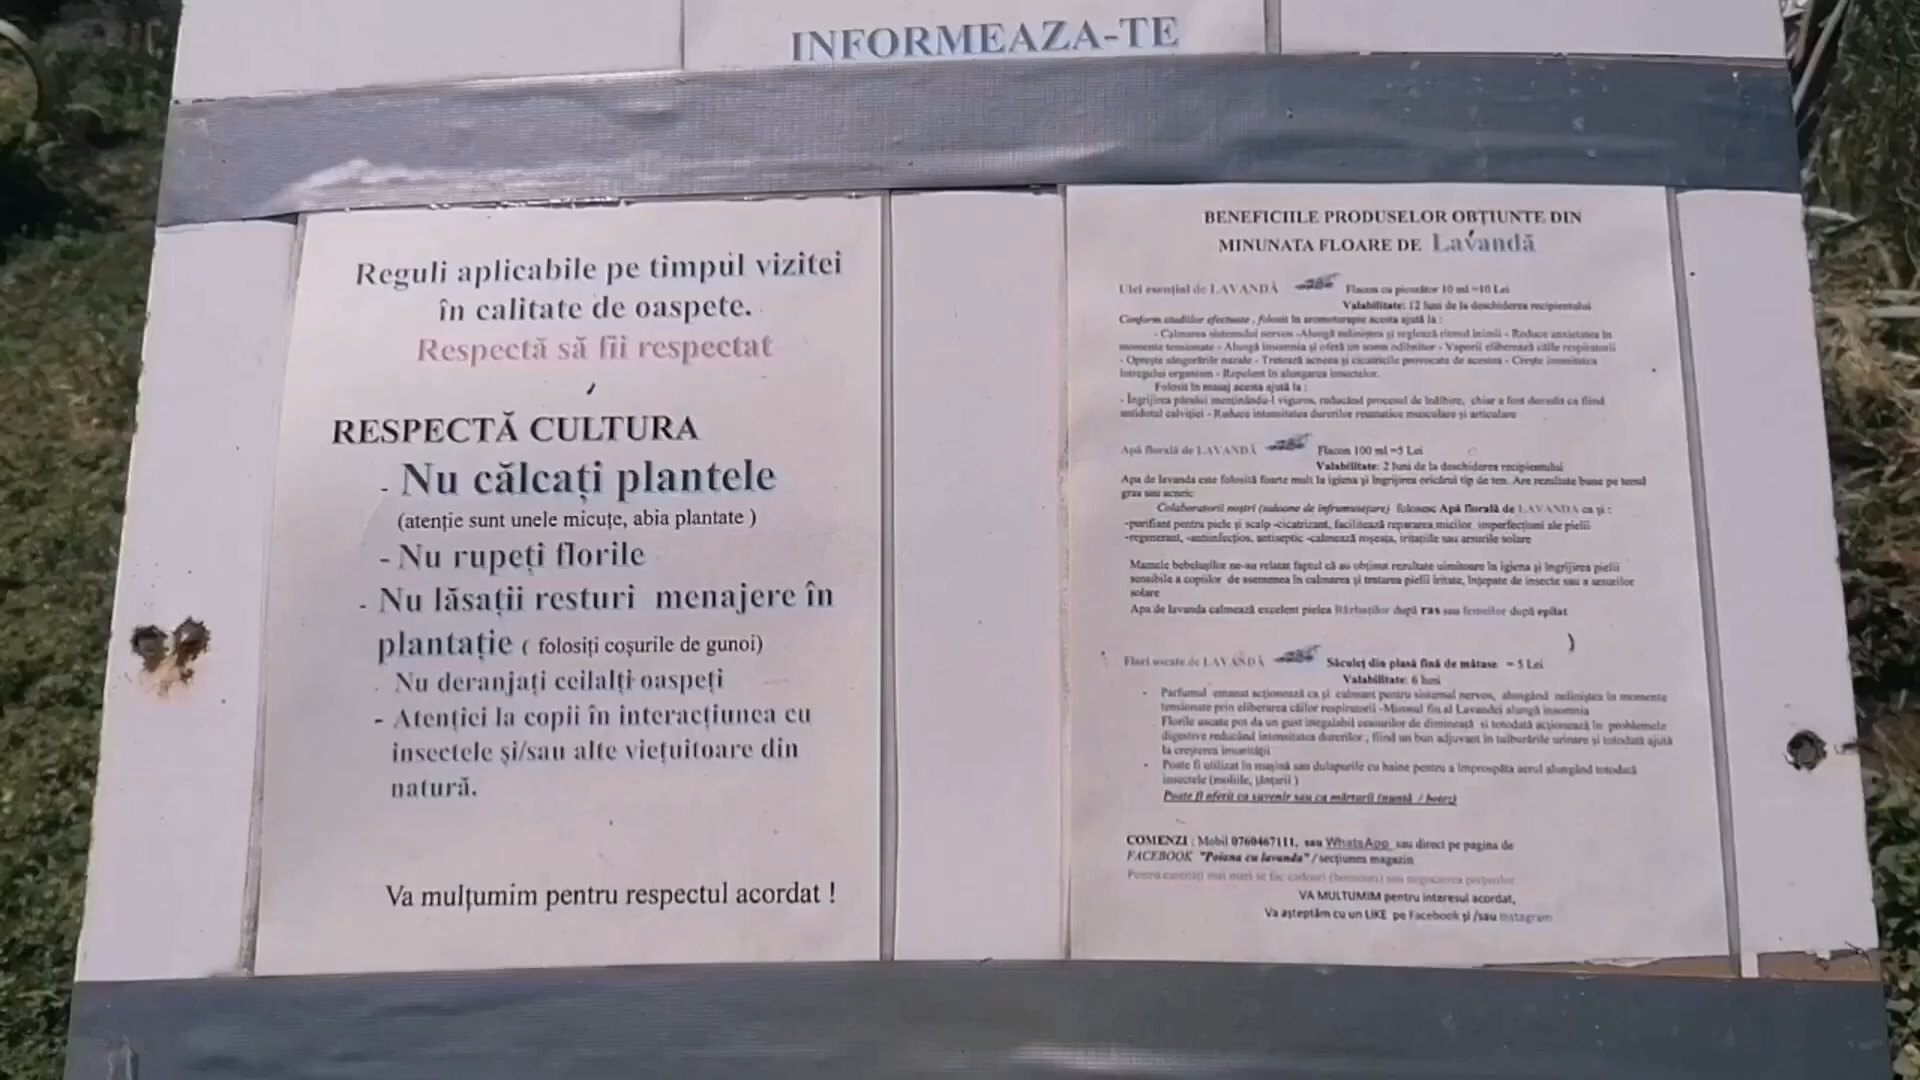 INFORMEAZA-TE
Reguli aplicabile pe timpul vizitei
în calitate de oaspete.
Respectă să fii respectat
RESPECTĂ CULTURA
- Nu călcați plantele
(atenție sunt unele micuțe, abia plantate )
- Nu rupeți florile
- Nu lăsații resturi menajere în
plantație ( folosiți coșurile de gunoi)
Nu deranjați ceilalți oaspeți
- Atenției la copii în interacțiunea cu
insectele și/sau alte viețuitoare din
natură.
Va mulțumim pentru respectul acordat !
BENEFICIILE PRODUSELOR OBȚIUNTE DIN
MINUNATA FLOARE DE Lavandă
Ulei esențial de LAVANDĂ Flacon cu picurător 10 ml =10 Lei
Valabilitate: 12 luni de la deschiderea recipientului
Conform studiilor efectuate , folosit în aromoterapie acesta ajută la :
- Calmarea sistemului nervos -Alungă neliniștea și reglează ritmul inimii - Reduce anxietatea în
momente tensionate - Alungă insomnia și oferă un somn odihnitor - Vaporii eliberează căile respiratorii
- Oprește sângerările nazale - Tratează acneea și cicatricile provocate de aceasta - Crește imunitatea
întregului organism - Repelent în alungarea insectelor.
Folosit în masaj acesta ajută la :
- Îngrijirea părului menținându-l viguros, reducând procesul de încălbire, chiar a fost dovedit ca fiind
antidotul calviției - Reduce intensitatea durerilor reumatice musculare și articulare
Apă florală de LAVANDĂ Flacon 100 ml =5 Lei
Valabilitate: 2 luni de la deschiderea recipientului
Apa de lavanda este folosită foarte mult la igiena și îngrijirea oricărui tip de ten. Are rezultate bune pe tenul
gras sau acneic
Colaboratorii noștri (saloane de înfrumusețare) folosesc Apă florală de LAVANDA ca și :
-purifiant pentru piele și scalp -cicatrizant, facilitează repararea micilor imperfecțiuni ale pielii
-regenerant, -antiinfecțios, antiseptic -calmează roșeața, iritațiile sau arsurile solare
Mamele bebelușilor ne-au relatat faptul că au obținut rezultate uimitoare în igiena și îngrijirea pielii
sensibile a copiilor de asemenea în calmarea și tratarea pielii iritate, înțepate de insecte sau a arsurilor
solare
Apa de lavanda calmează excelent pielea Bărbaților după ras sau femeilor după epilat
Flori uscate de LAVANDĂ Săculeț din plasă fină de mătase = 5 Lei
Valabilitate: 6 luni
- Parfumul emanat acționează ca și calmant pentru sistemul nervos, alungând neliniștea în momente
tensionate prin eliberarea căilor respiratorii -Mirosul fin al Lavandei alungă insomnia
Florile uscate pot da un gust inegalabil ceaiurilor de dimineață si totodată acționează în problemele
digestive reducând intensitatea durerilor , fiind un bun adjuvant în tulburările urinare și totodată ajută
la creșterea imunității
- Poate fi utilizat în mașină sau dulapurile cu haine pentru a împrospăta aerul alungând totodată
insectele (moliile, țânțarii )
Poate fi oferit ca suvenir sau ca mărturii (nuntă / botez)
COMENZI : Mobil 0760467111, sau WhatsApp sau direct pe pagina de
FACEBOOK "Poiana cu lavanda" / secțiunea magazin
Pentru cantități mai mari se fac cadouri (bonusuri) sau negocierea prețurilor
VA MULTUMIM pentru interesul acordat,
Va așteptăm cu un LIKE pe Facebook și /sau Instagram